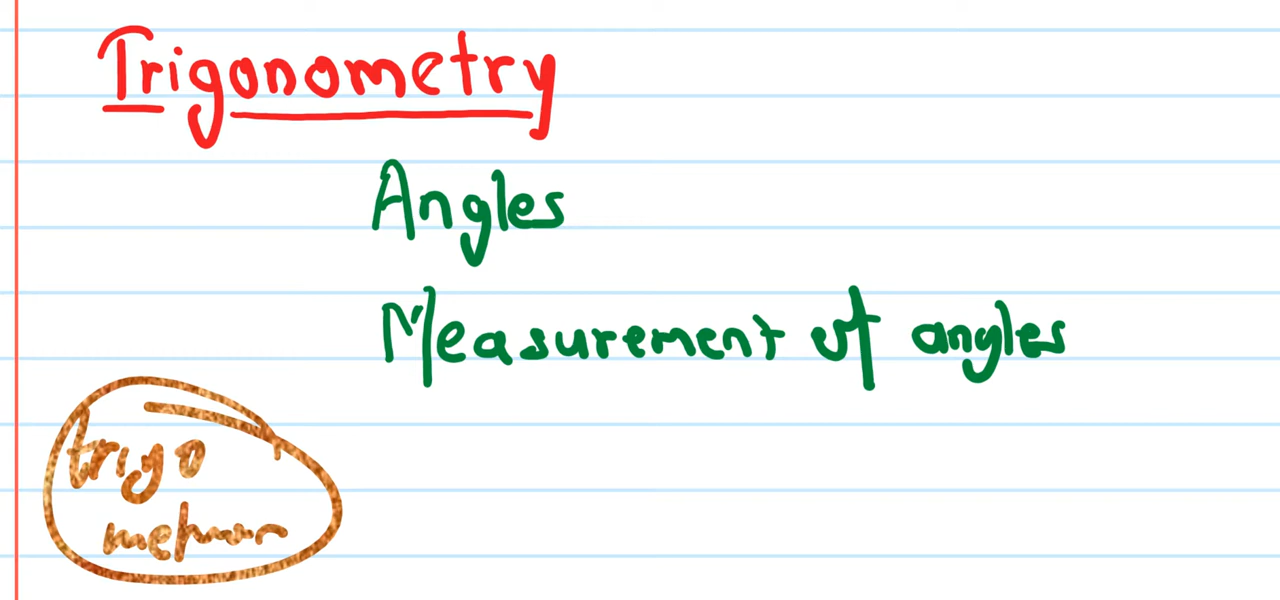 Trigonometry
Angles
Measurement of angles
trigo